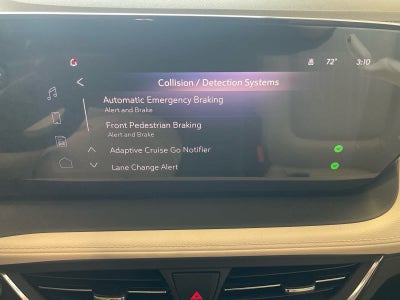 72° 3:10
Collision / Detection Systems
Automatic Emergency Braking
Alert and Brake
Front Pedestrian Braking
Alert and Brake
Adaptive Cruise Go Notifier
Lane Change Alert